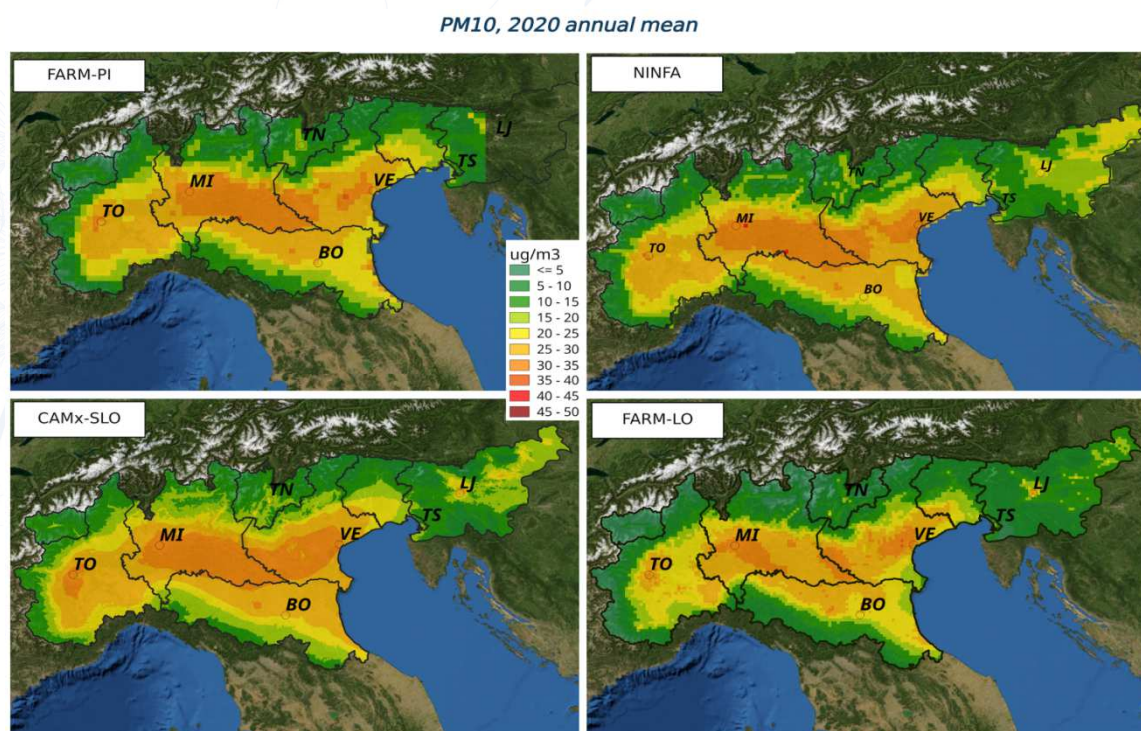 PM10, 2020 annual mean
FARM-PI
TN
LJ
MI
TS
VE
TO
BO
NINFA
LJ
TN
TS
MI
VE
TO
BO
ug/m3
<= 5
5 - 10
10 - 15
15 - 20
20 - 25
25 - 30
30 - 35
35 - 40
40 - 45
45 - 50
CAMx-SLO
TN
LJ
TS
MI
VE
TO
BO
FARM-LO
TN
LJ
TS
MI
VE
TO
BO